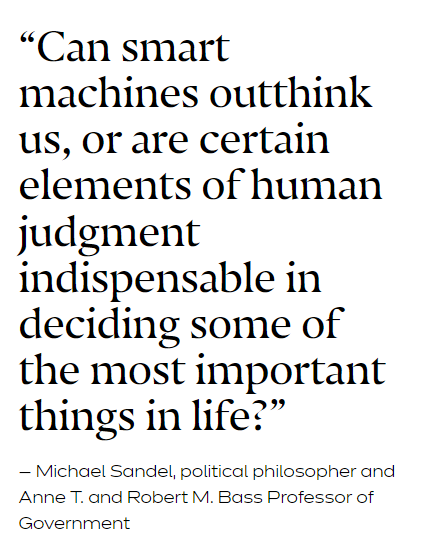 “Can smart
machines outthink
us, or are certain
elements of human
judgment
indispensable in
deciding some of
the most important
things in life?”
– Michael Sandel, political philosopher and
Anne T. and Robert M. Bass Professor of
Government